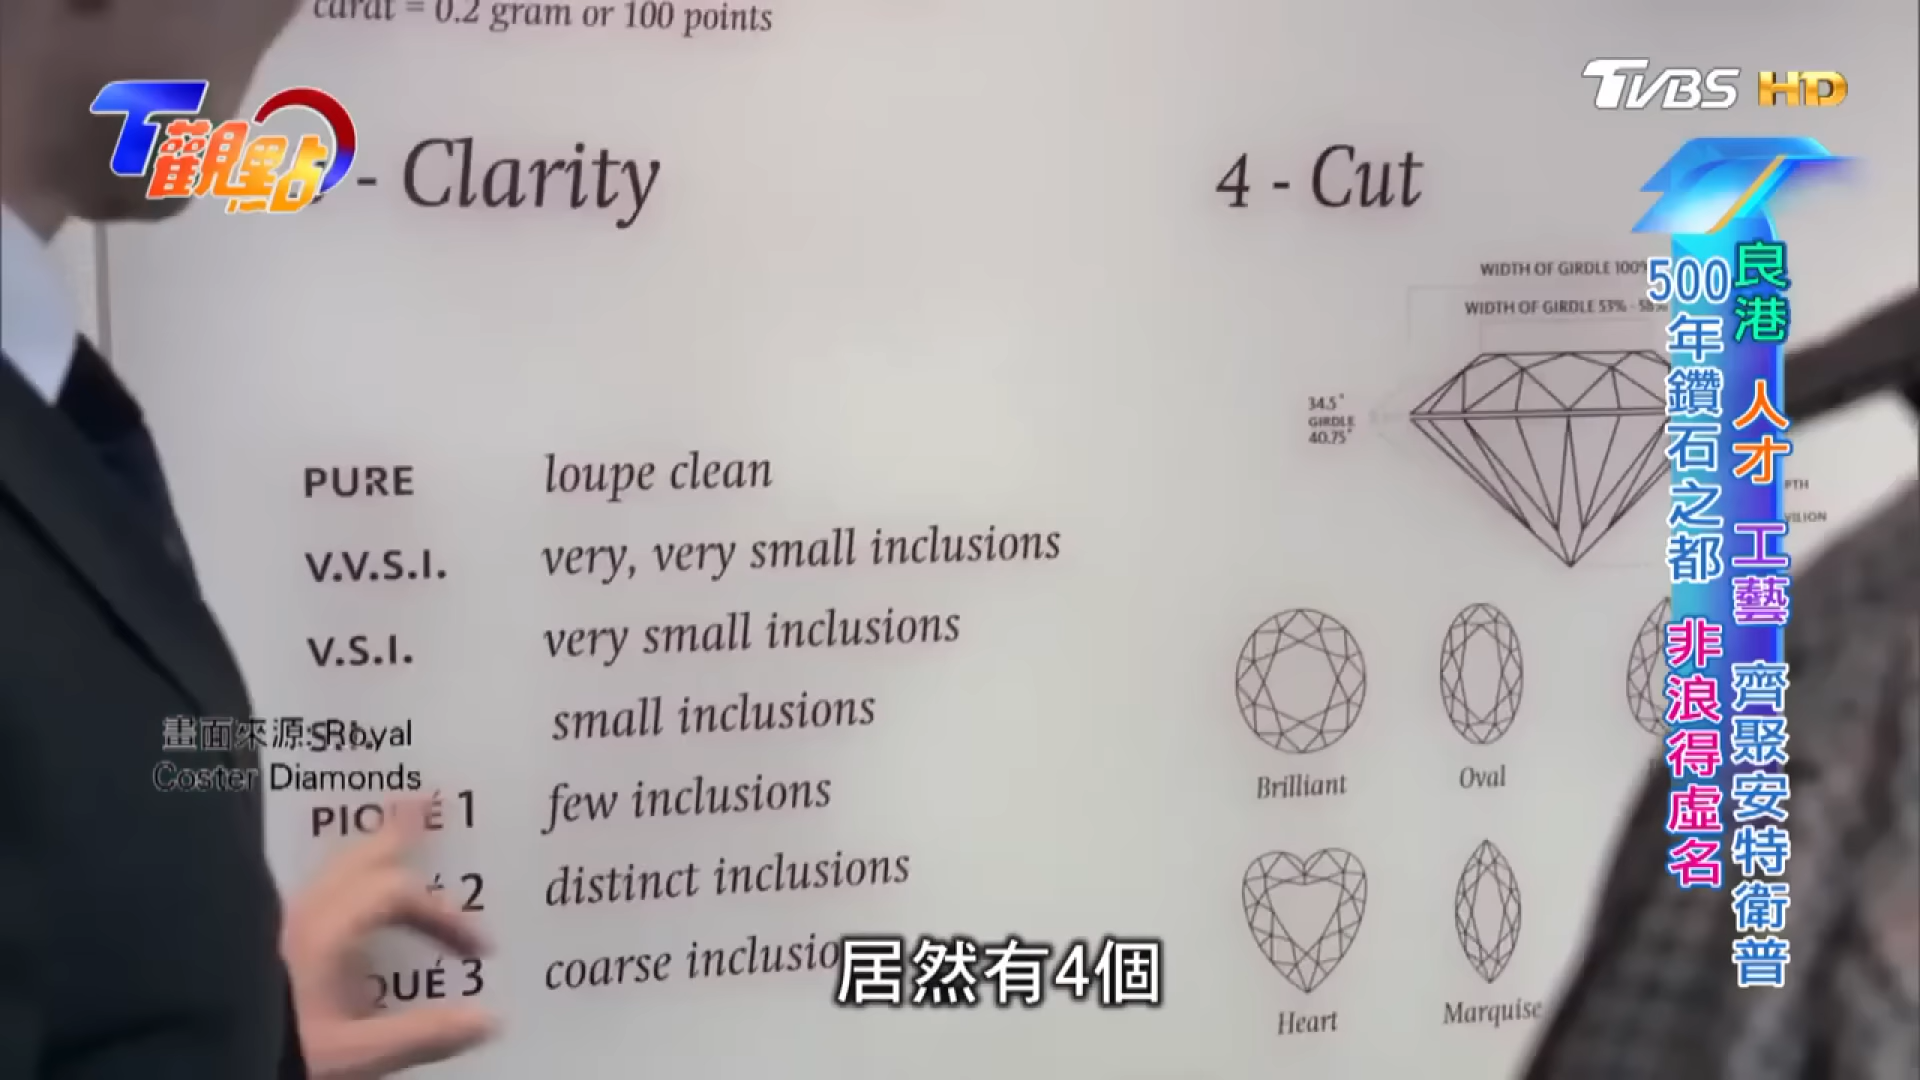 carat = 0.2 gram or 100 points
T觀點
TVBS HD
- Clarity
4 - Cut
WIDTH OF GIRDLE 100%
WIDTH OF GIRDLE 53% - 58%
34.5°
GIRDLE
40.75°
PURE loupe clean
V.V.S.I. very, very small inclusions
V.S.I. very small inclusions
S.I. small inclusions
畫面來源:Royal
Coster Diamonds
PIQUÉ 1 few inclusions
2 distinct inclusions
QUÉ 3 coarse inclusio
Brilliant
Oval
Heart
Marquise
良港 人才 工藝 齊聚安特衛普
500年鑽石之都 非浪得虛名
居然有4個